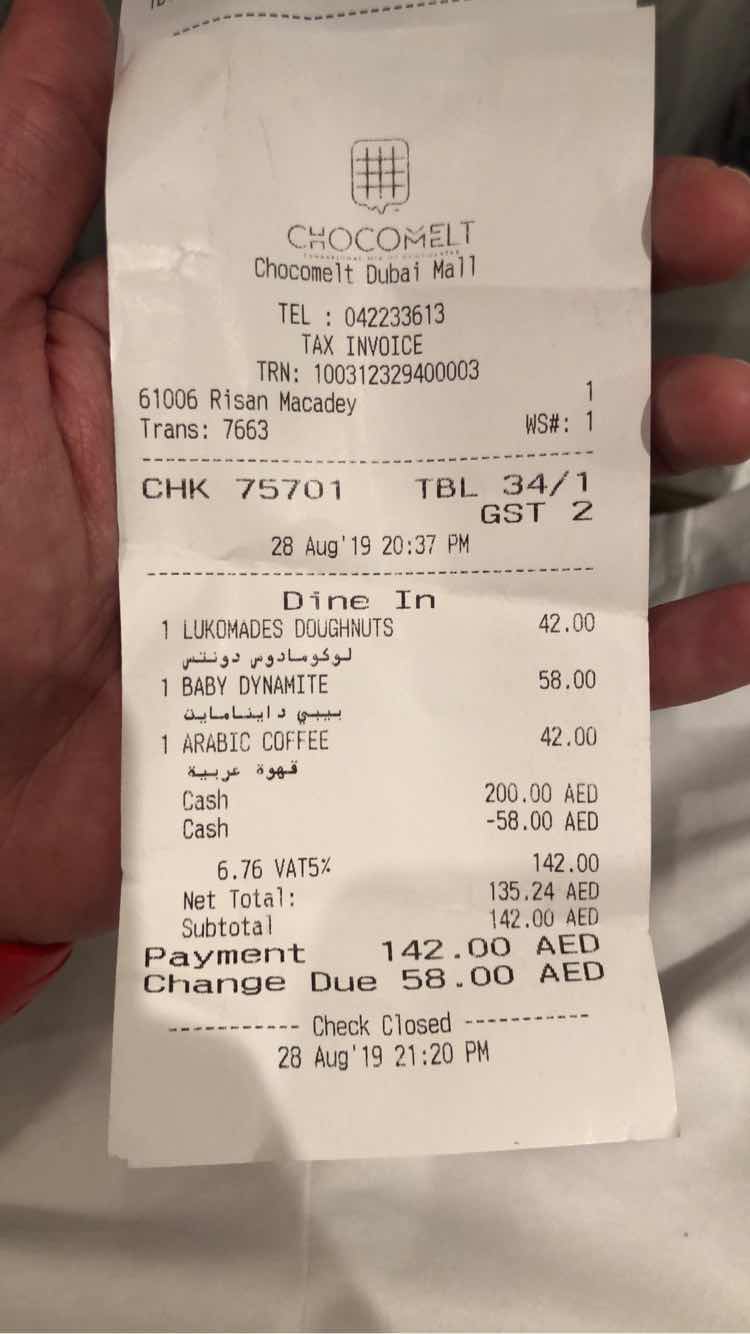 CHOCOMELT
Chocomelt Dubai Mall
TEL : 042233613
TAX INVOICE
TRN: 100312329400003
61006 Risan Macadey 1
Trans: 7663 WS#: 1
CHK 75701 TBL 34/1
GST 2
28 Aug'19 20:37 PM
Dine In
1 LUKOMADES DOUGHNUTS 42.00
لوكومادوس دونتس
1 BABY DYNAMITE 58.00
بيبي داينامايت
1 ARABIC COFFEE 42.00
قهوة عربية
Cash 200.00 AED
Cash -58.00 AED
6.76 VAT5% 142.00
Net Total: 135.24 AED
Subtotal 142.00 AED
Payment 142.00 AED
Change Due 58.00 AED
----------- Check Closed -----------
28 Aug'19 21:20 PM